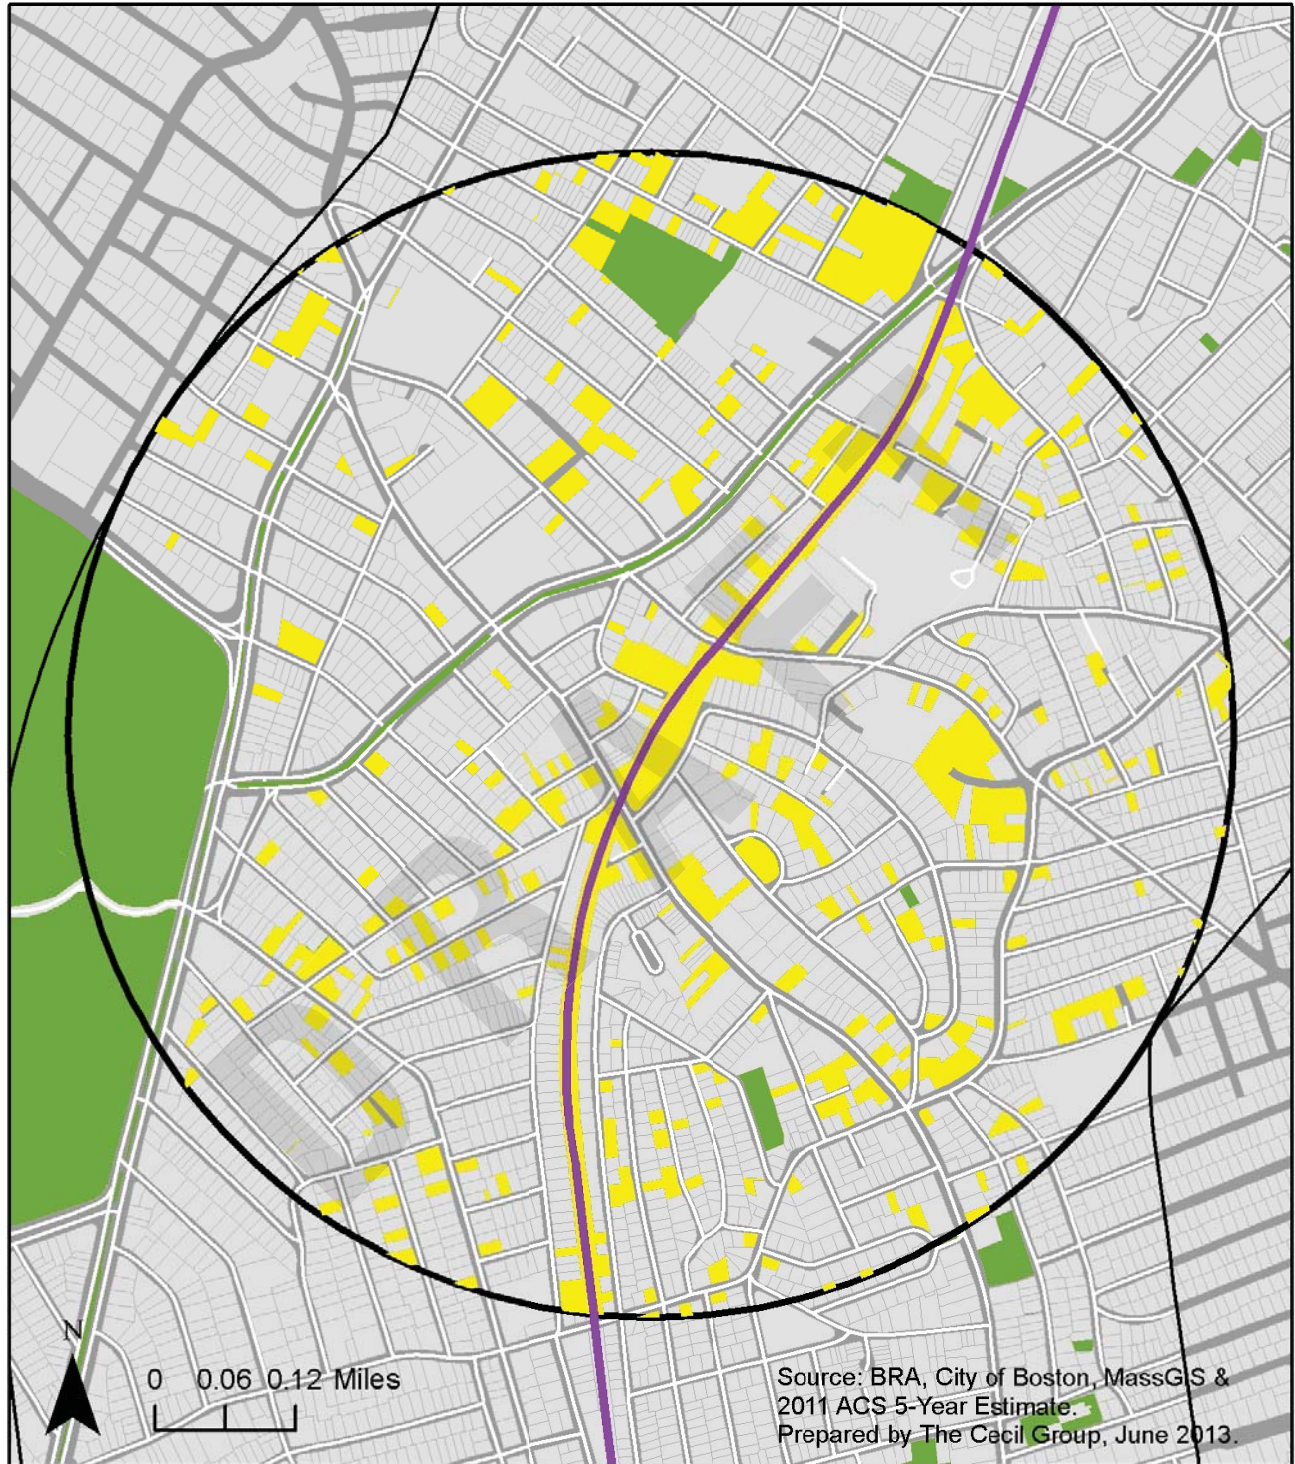 N
0 0.06 0.12 Miles
Source: BRA, City of Boston, MassGIS &
2011 ACS 5-Year Estimate.
Prepared by The Cecil Group, June 2013.
DRAFT